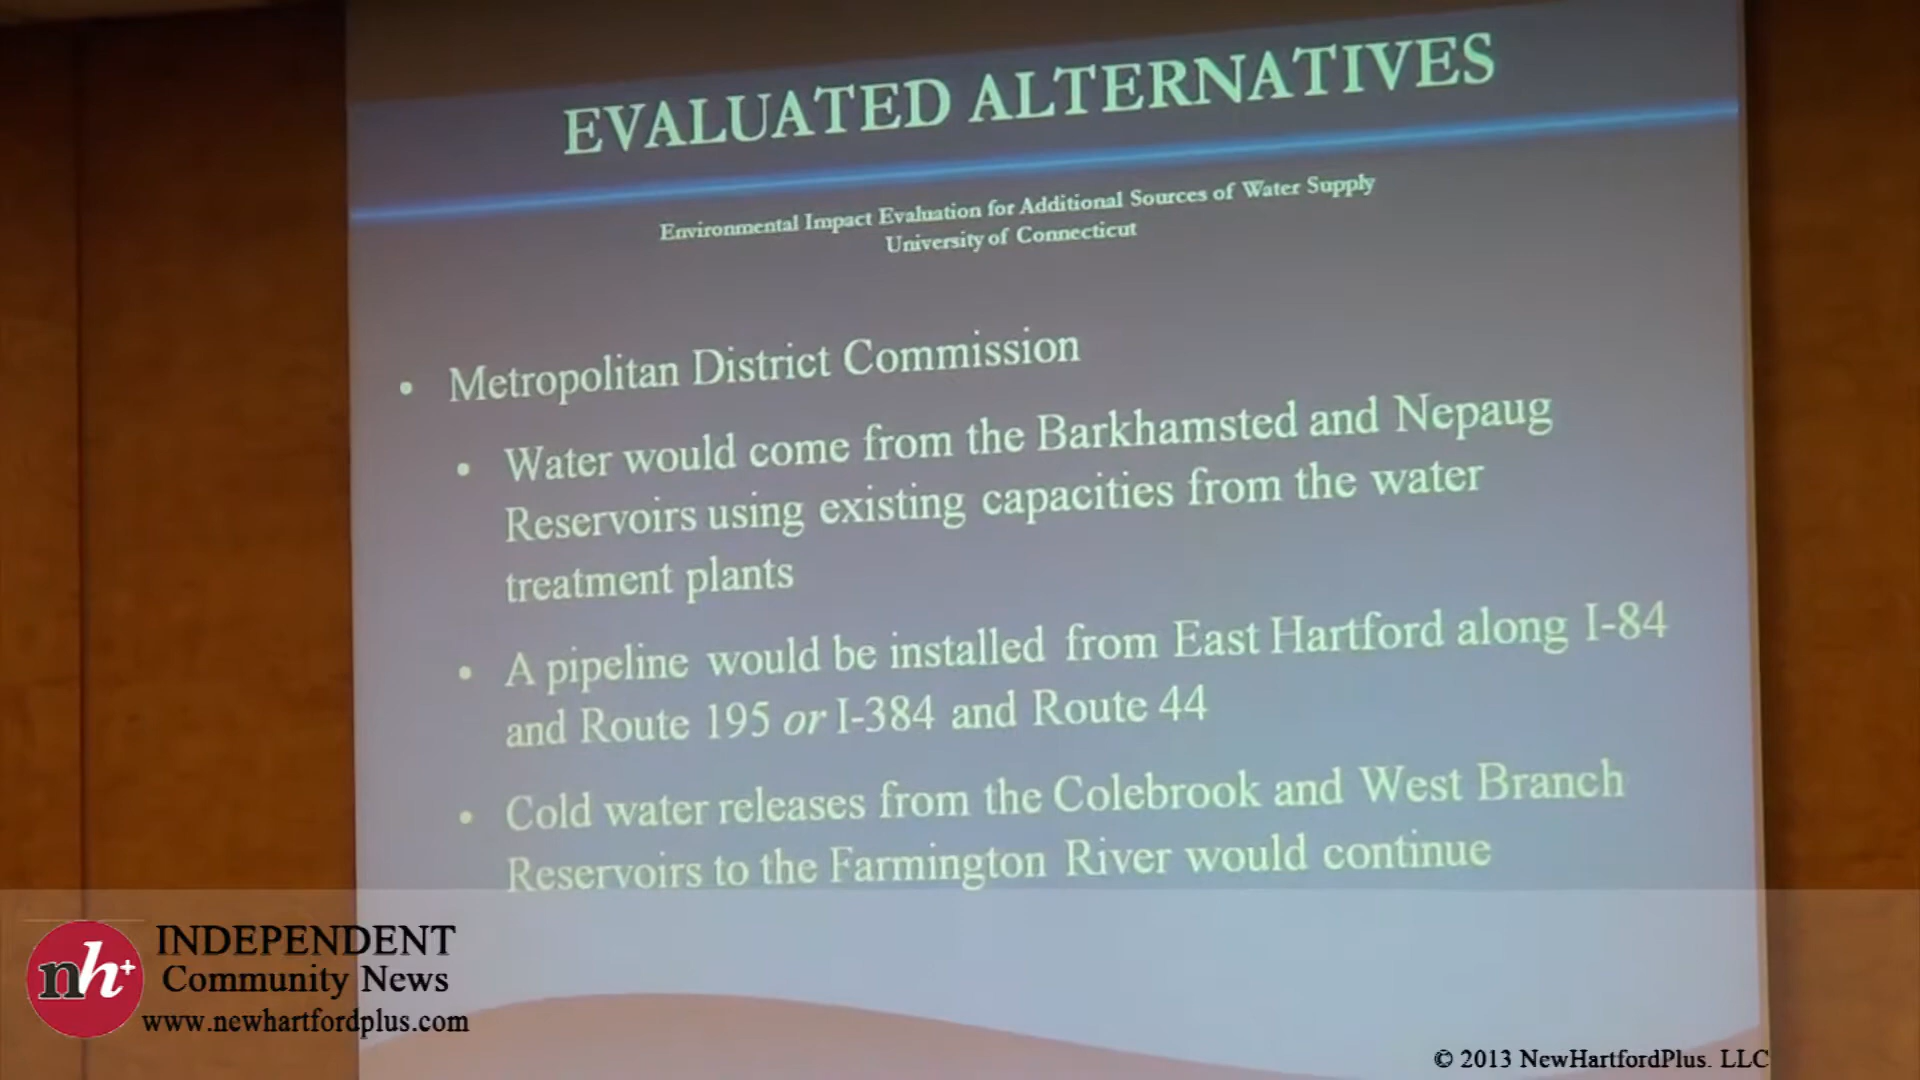 EVALUATED ALTERNATIVES
Environmental Impact Evaluation for Additional Sources of Water Supply
University of Connecticut
• Metropolitan District Commission
• Water would come from the Barkhamsted and Nepaug
Reservoirs using existing capacities from the water
treatment plants
• A pipeline would be installed from East Hartford along I-84
and Route 195 or I-384 and Route 44
• Cold water releases from the Colebrook and West Branch
Reservoirs to the Farmington River would continue
nh+
INDEPENDENT
Community News
www.newhartfordplus.com
© 2013 NewHartfordPlus. LLC